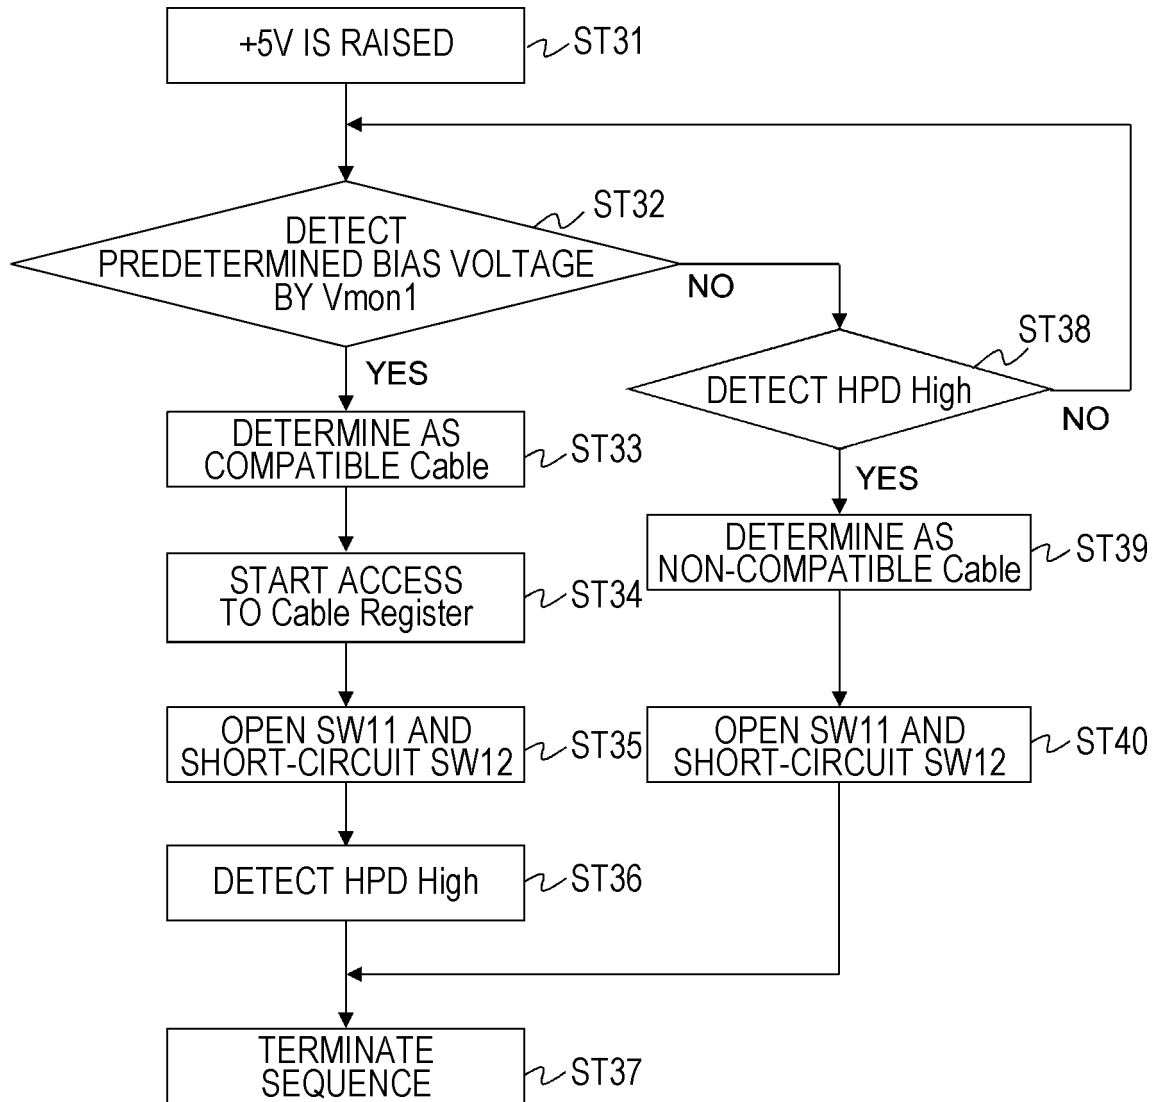 +5V IS RAISED
ST31
DETECT
PREDETERMINED BIAS VOLTAGE
BY Vmon1
ST32
NO
YES
DETECT HPD High
ST38
NO
YES
DETERMINE AS
COMPATIBLE Cable
ST33
DETERMINE AS
NON-COMPATIBLE Cable
ST39
START ACCESS
TO Cable Register
ST34
OPEN SW11 AND
SHORT-CIRCUIT SW12
ST35
OPEN SW11 AND
SHORT-CIRCUIT SW12
ST40
DETECT HPD High
ST36
TERMINATE
SEQUENCE
ST37